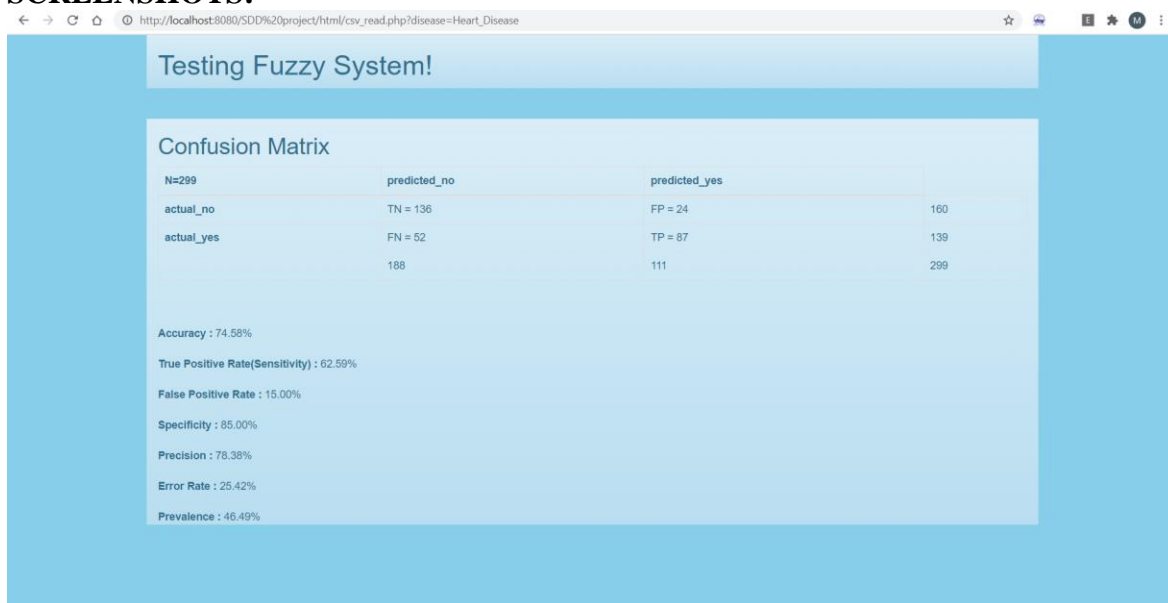 SCREENSHOTS:
http://localhost:8080/SDD%20project/html/csv_read.php?disease=Heart_Disease E M
Testing Fuzzy System!
Confusion Matrix
N=299 predicted_no predicted_yes
actual_no TN = 136 FP = 24 160
actual_yes FN = 52 TP = 87 139
188 111 299
Accuracy : 74.58%
True Positive Rate(Sensitivity) : 62.59%
False Positive Rate : 15.00%
Specificity : 85.00%
Precision : 78.38%
Error Rate : 25.42%
Prevalence : 46.49%